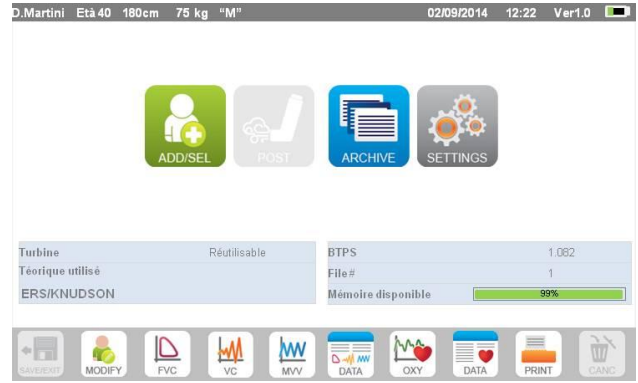 D.Martini Età 40 180cm 75 kg “M” 02/09/2014 12:22 Ver1.0
ADD/SEL POST ARCHIVE SETTINGS
Turbine Réutilisable BTPS 1.082
Téorique utilisé File# 1
ERS/KNUDSON Mémoire disponible 99%
SAVE/EXIT MODIFY FVC VC MVV DATA OXY DATA PRINT CANC